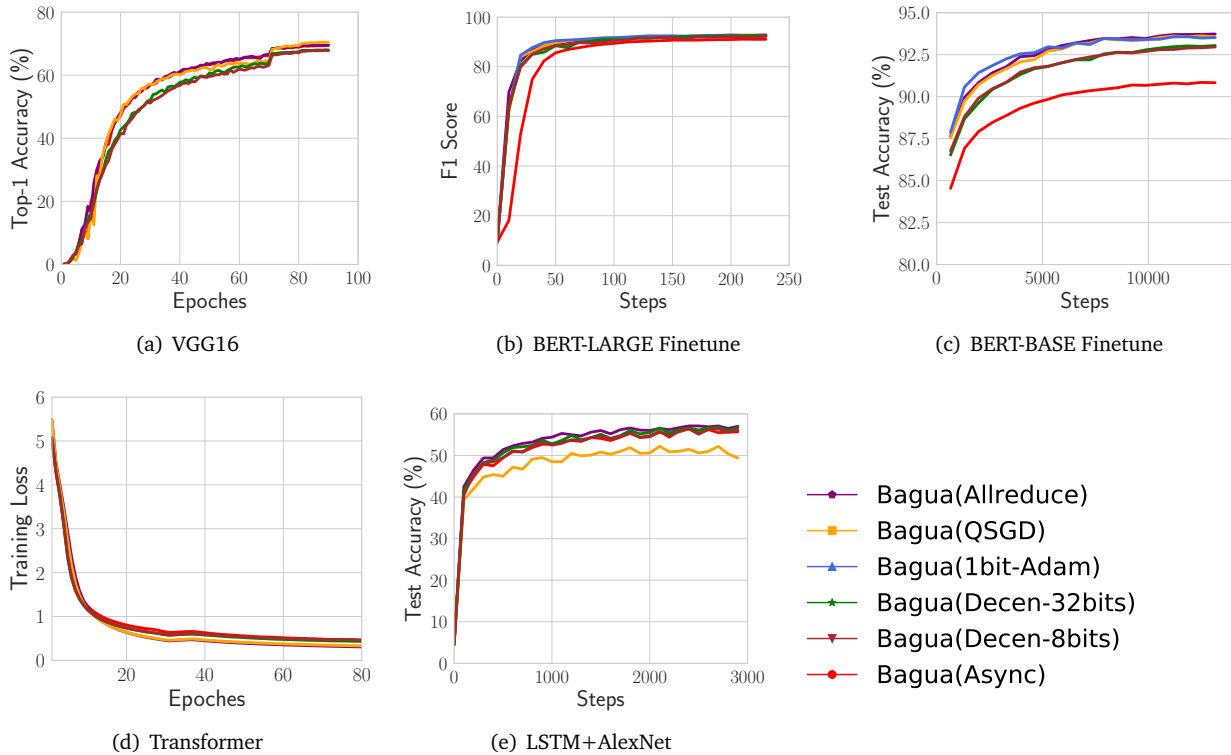 Top-1 Accuracy (%)
80
60
40
20
0
0 20 40 60 80 100
Epoches
(a) VGG16
F1 Score
100
80
60
40
20
0
0 50 100 150 200 250
Steps
(b) BERT-LARGE Finetune
Test Accuracy (%)
95.0
92.5
90.0
87.5
85.0
82.5
80.0
0 5000 10000
Steps
(c) BERT-BASE Finetune
Training Loss
6
5
4
3
2
1
0
20 40 60 80
Epoches
(d) Transformer
Test Accuracy (%)
60
50
40
30
20
10
0
0 1000 2000 3000
Steps
(e) LSTM+AlexNet
Bagua(Allreduce)
Bagua(QSGD)
Bagua(1bit-Adam)
Bagua(Decen-32bits)
Bagua(Decen-8bits)
Bagua(Async)